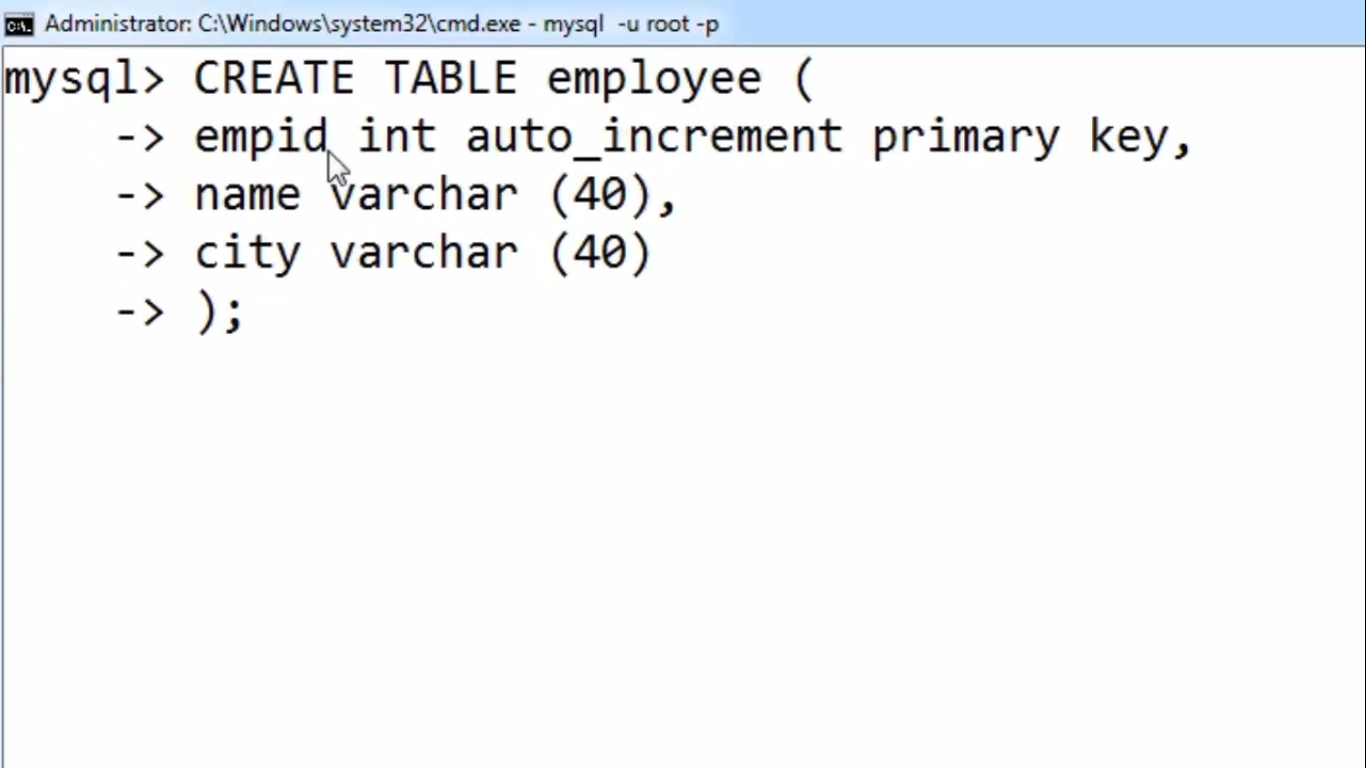 Administrator: C:\Windows\system32\cmd.exe - mysql  -u root -p
mysql> CREATE TABLE employee (
    -> empid int auto_increment primary key,
    -> name varchar (40),
    -> city varchar (40)
    -> );